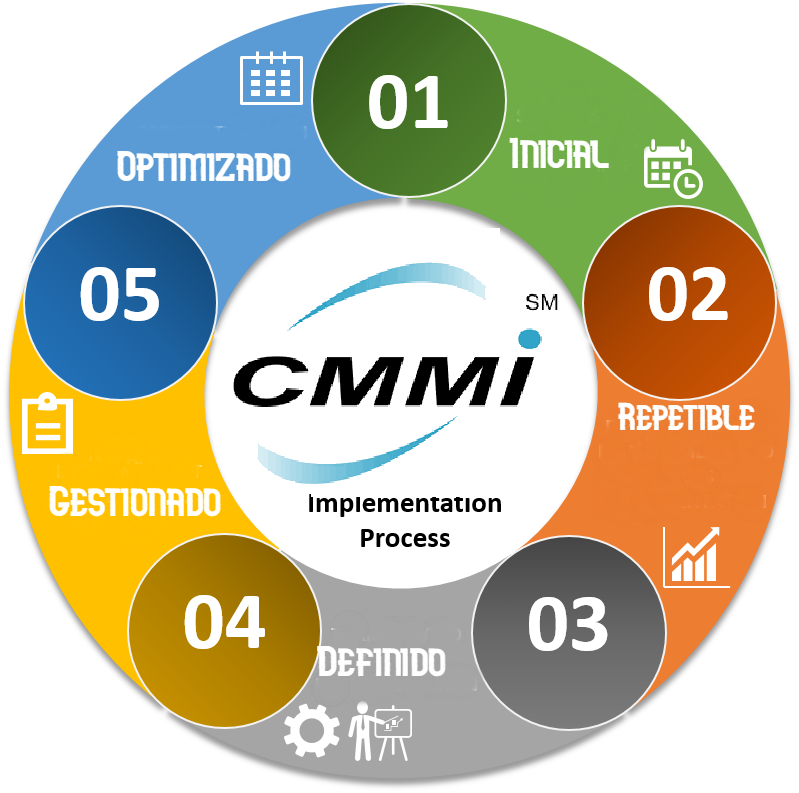 01
INICIAL
02
REPETIBLE
03
DEFINIDO
04
GESTIONADO
05
OPTIMIZADO
CMMi
SM
Implementation
Process